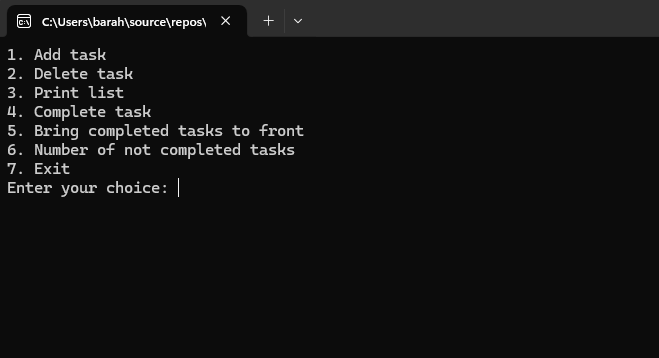 C:\Users\barah\source\repos\
1. Add task
2. Delete task
3. Print list
4. Complete task
5. Bring completed tasks to front
6. Number of not completed tasks
7. Exit
Enter your choice: